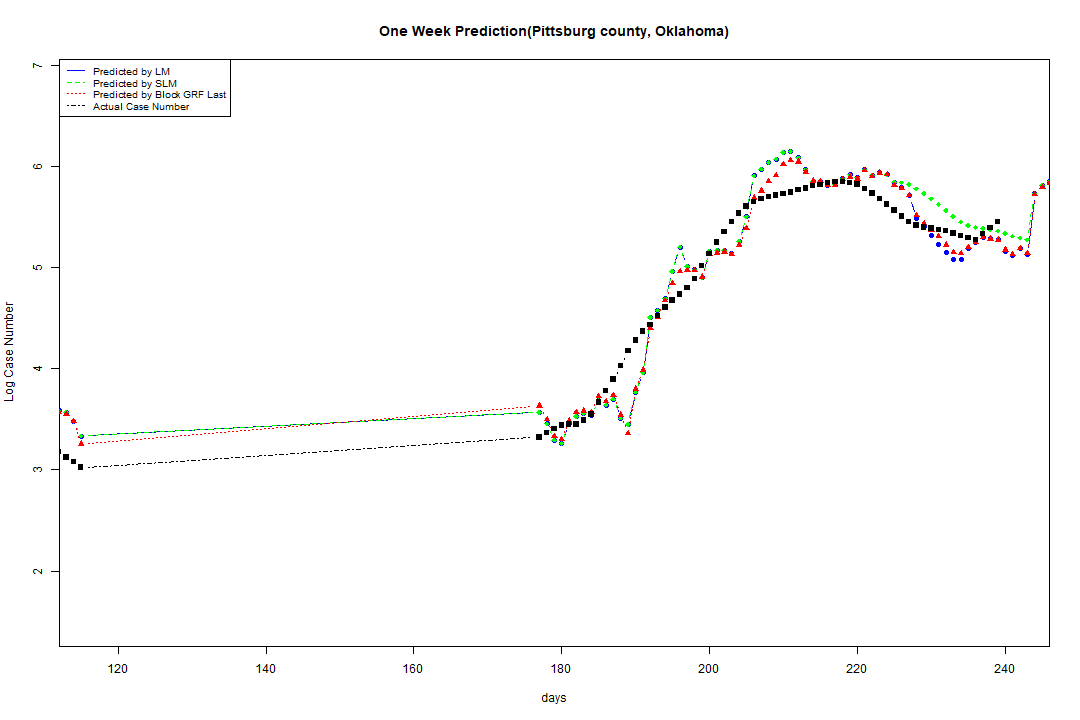 One Week Prediction(Pittsburg county, Oklahoma)
Predicted by LM
Predicted by SLM
Predicted by Block GRF Last
Actual Case Number
7
6
5
4
3
2
Log Case Number
120 140 160 180 200 220 240
days